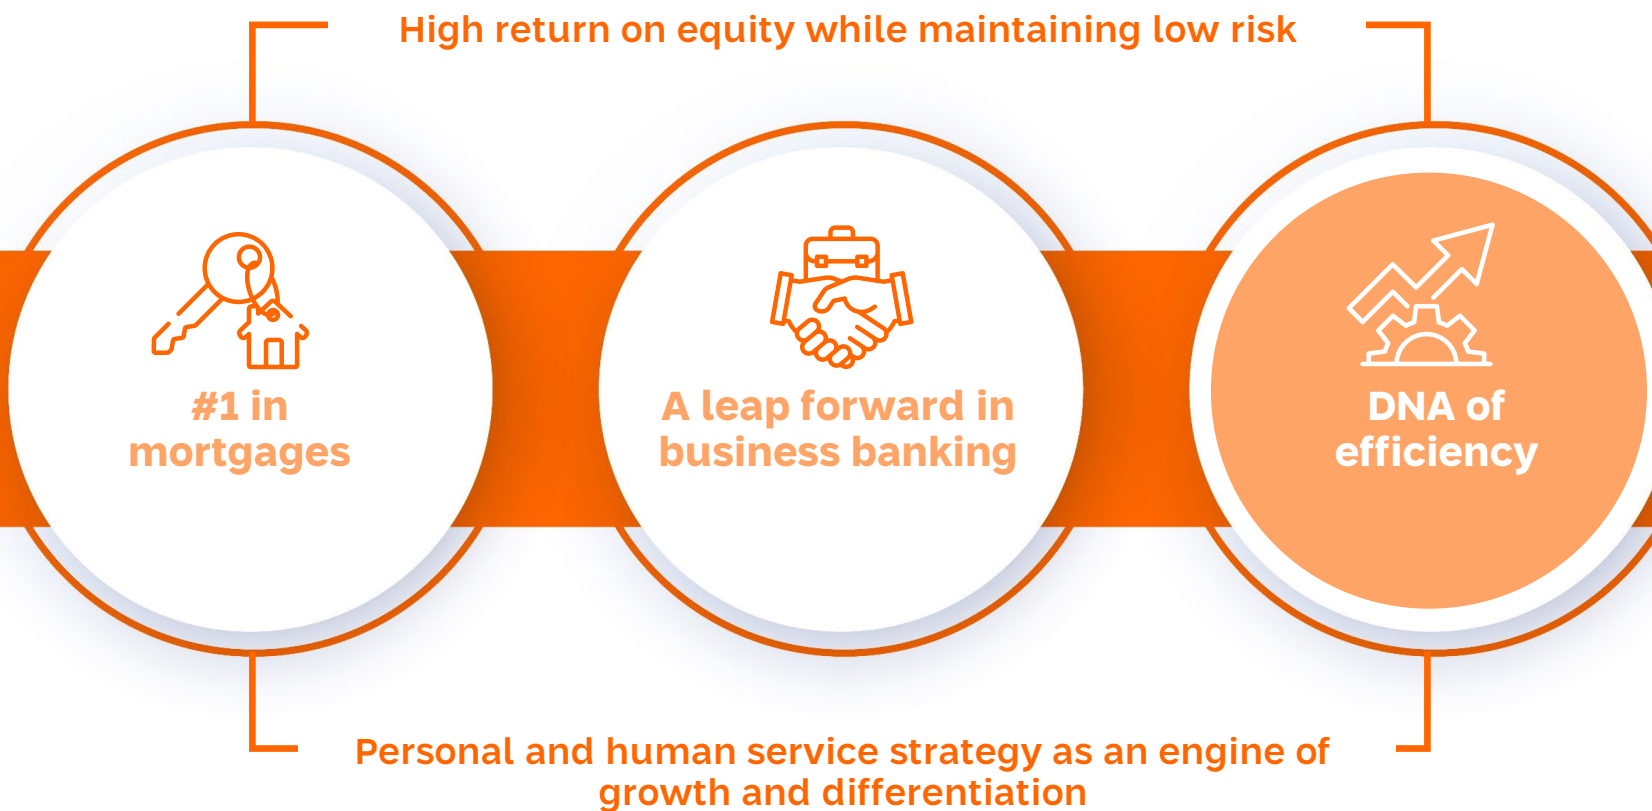 High return on equity while maintaining low risk
#1 in
mortgages
A leap forward in
business banking
DNA of
efficiency
Personal and human service strategy as an engine of
growth and differentiation